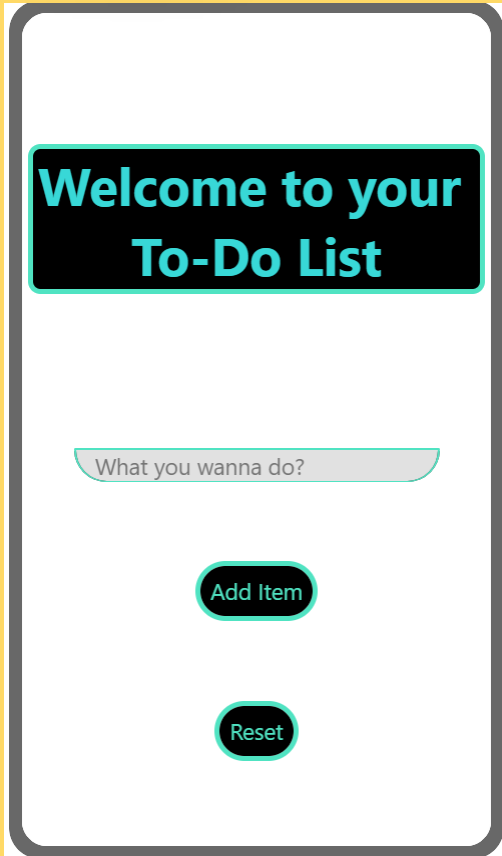 Welcome to your
To-Do List
What you wanna do?
Add Item
Reset